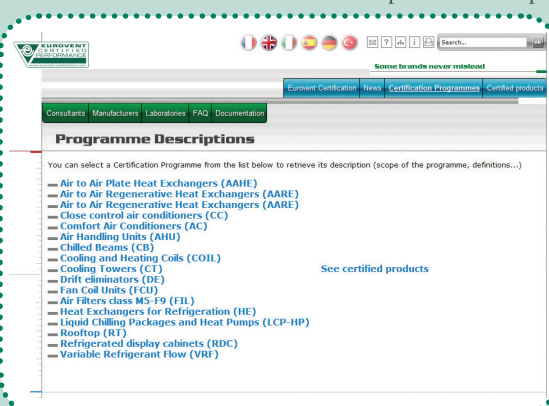 EUROVENT
CERTIFIED
PERFORMANCE
Search...
ok
Some brands never mislead
Eurovent Certification News Certification Programmes Certified products
Consultants Manufacturers Laboratories FAQ Documentation
Programme Descriptions
You can select a Certification Programme from the list below to retrieve its description (scope of the programme, definitions...)
Air to Air Plate Heat Exchangers (AAHE)
Air to Air Regenerative Heat Exchangers (AARE)
Air to Air Regenerative Heat Exchangers (AARE)
Close control air conditioners (CC)
Comfort Air Conditioners (AC)
Air Handling Units (AHU)
Chilled Beams (CB)
Cooling and Heating Coils (COIL)
Cooling Towers (CT)
See certified products
Drift eliminators (DE)
Fan Coil Units (FCU)
Air Filters class M5-F9 (FIL)
Heat Exchangers for Refrigeration (HE)
Liquid Chilling Packages and Heat Pumps (LCP-HP)
Rooftop (RT)
Refrigerated display cabinets (RDC)
Variable Refrigerant Flow (VRF)